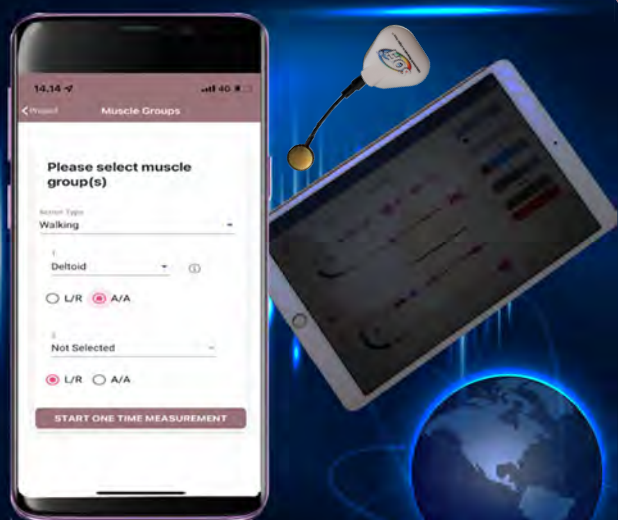 14.14
4G
Muscle Groups
Please select muscle
group(s)
Action Type
Walking
1
Deltoid
L/R A/A
2
Not Selected
L/R A/A
START ONE TIME MEASUREMENT